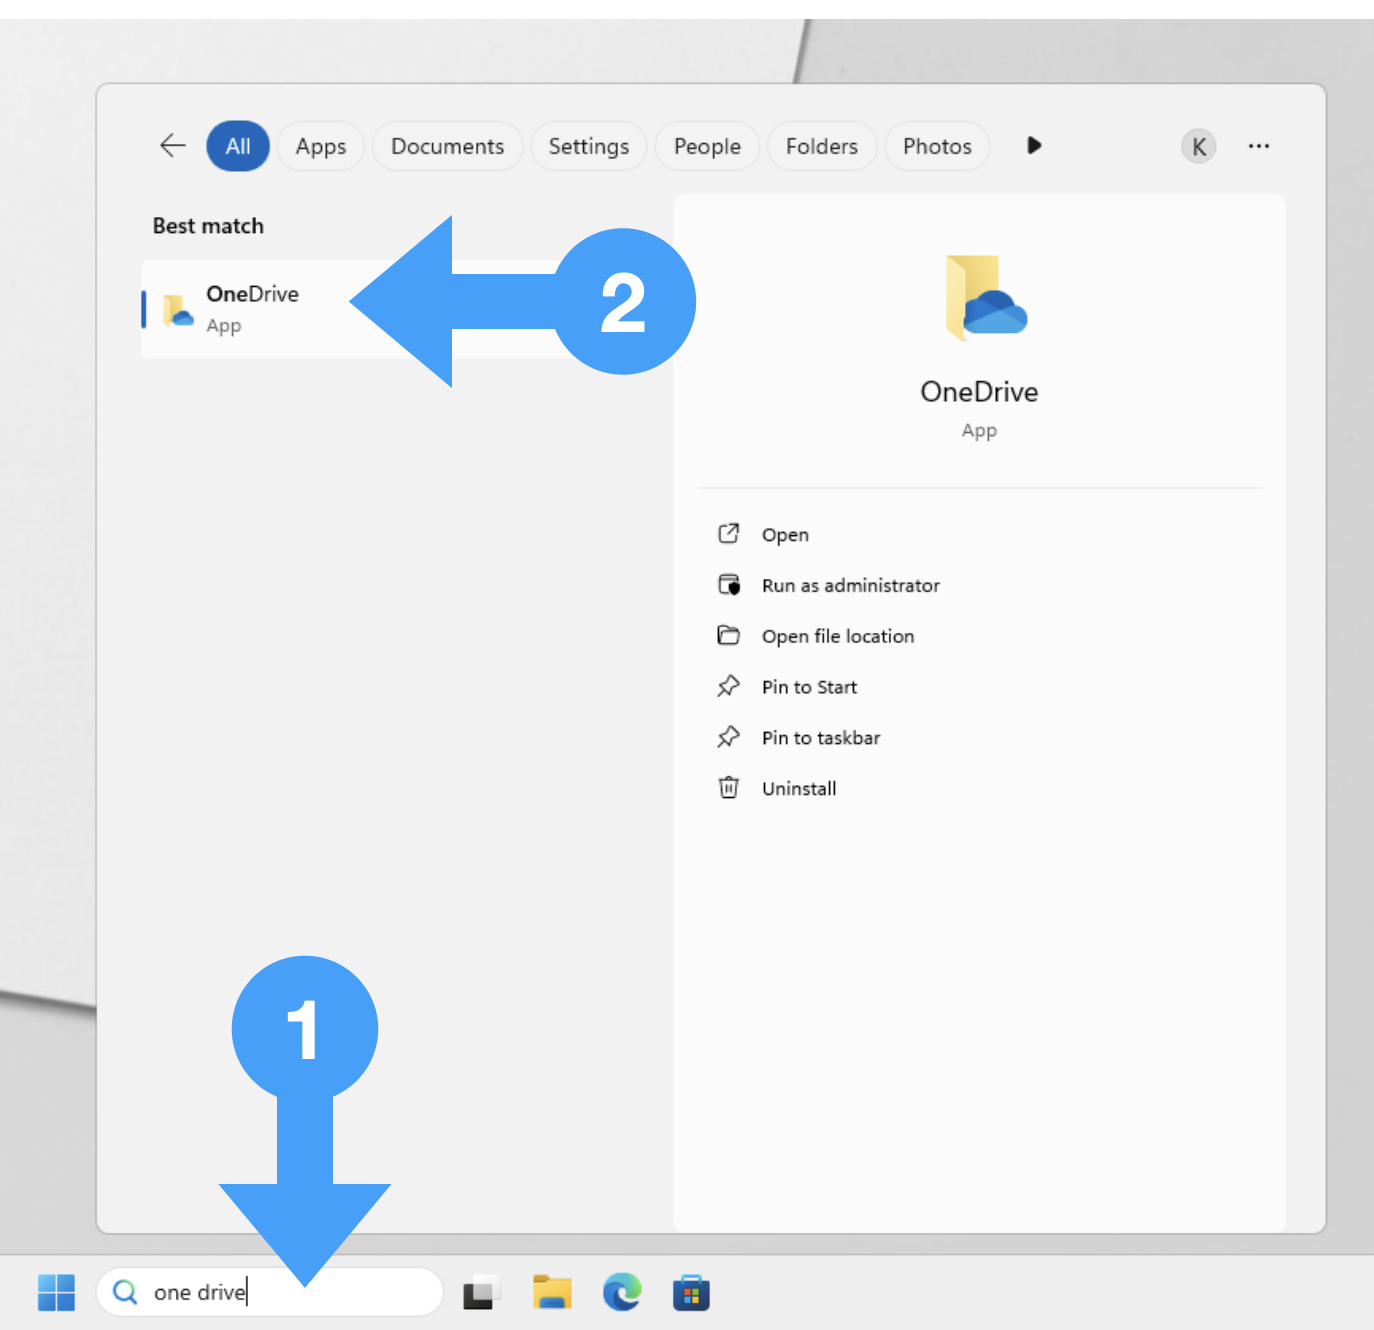 All Apps Documents Settings People Folders Photos K
Best match
OneDrive
App
2
OneDrive
App
Open
Run as administrator
Open file location
Pin to Start
Pin to taskbar
Uninstall
1
one drive